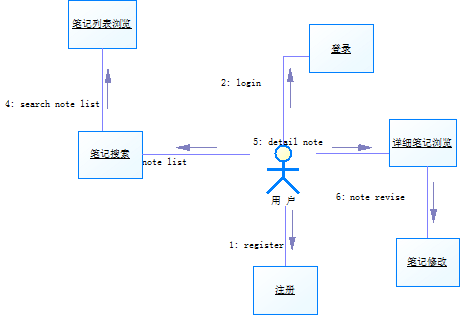 笔记列表浏览
登录
2: login
4: search note list
5: detail note
笔记搜索
note list
详细笔记浏览
用 户
6: note revise
1: register
笔记修改
注册